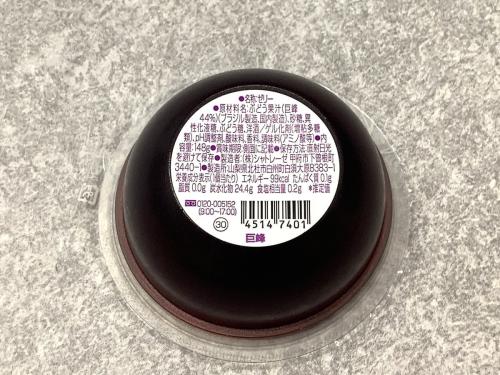 ●名称:ゼリー
●原材料名:ぶどう果汁(巨峰
44%)(ブラジル製造、国内製造)、砂糖、異
性化液糖、ぶどう糖、洋酒/ゲル化剤(増粘多糖
類)、pH調整剤、酸味料、香料、調味料(アミノ酸等)●内
容量:148g●賞味期限:側面に記載●保存方法:直射日光
を避けて保存●製造者:(株)シャトレーゼ 甲府市下曽根町
3440-1●製造所:山梨県北杜市白州町白須大原8383-1
栄養成分表示(1個当たり) エネルギー99kcal たんぱく質0.1g
脂質0.0g 炭水化物24.4g 食塩相当量0.2g *推定値
0120-005152
(9:00~17:00)
30
4514 7401
巨峰